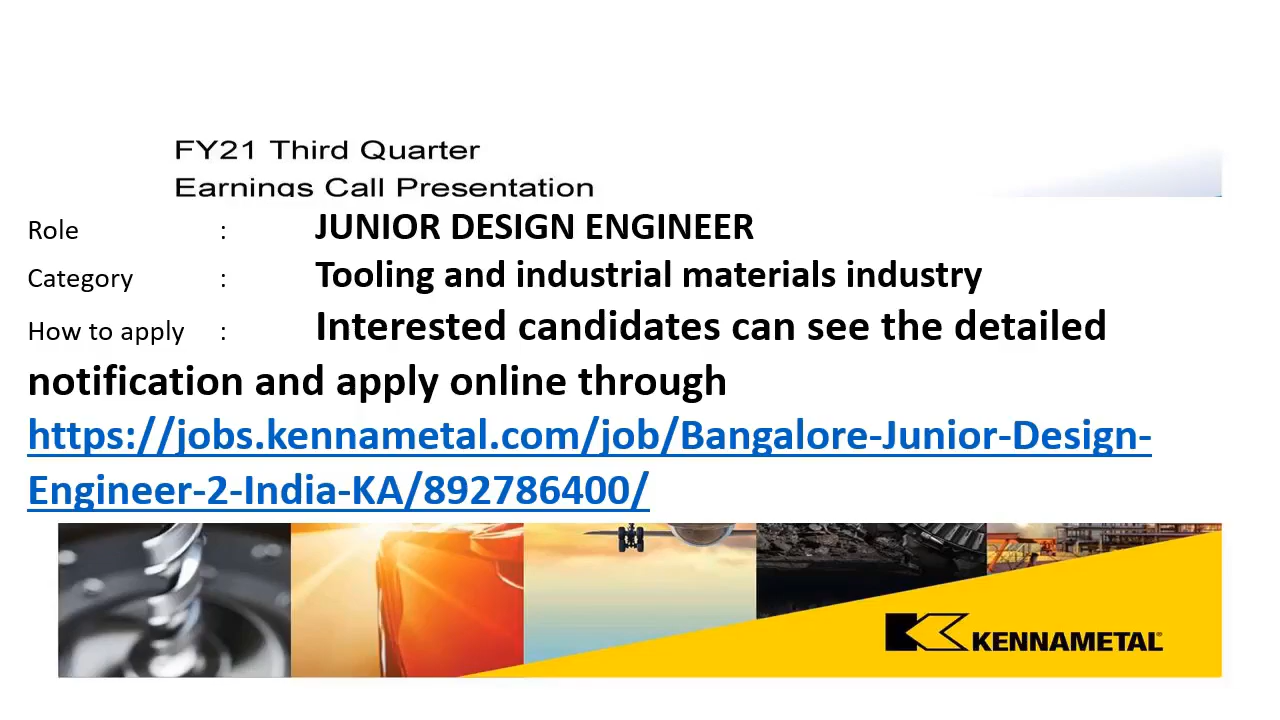 FY21 Third Quarter
Earnings Call Presentation
Role : JUNIOR DESIGN ENGINEER
Category : Tooling and industrial materials industry
How to apply : Interested candidates can see the detailed
notification and apply online through
https://jobs.kennametal.com/job/Bangalore-Junior-Design-
Engineer-2-India-KA/892786400/
KENNAMETAL®